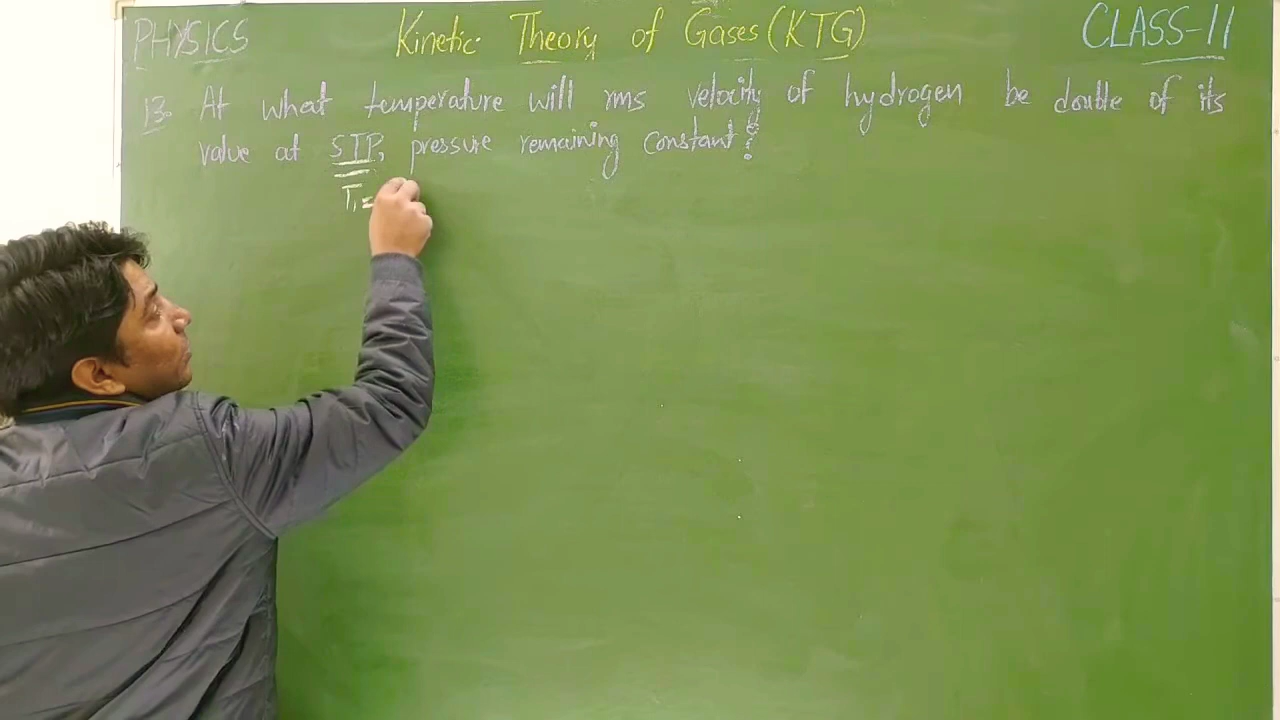 PHYSICS Kinetic Theory of Gases (KTG) CLASS-11
13. At what temperature will rms velocity of hydrogen be double of its
value at STP, pressure remaining constant?
T₁ =